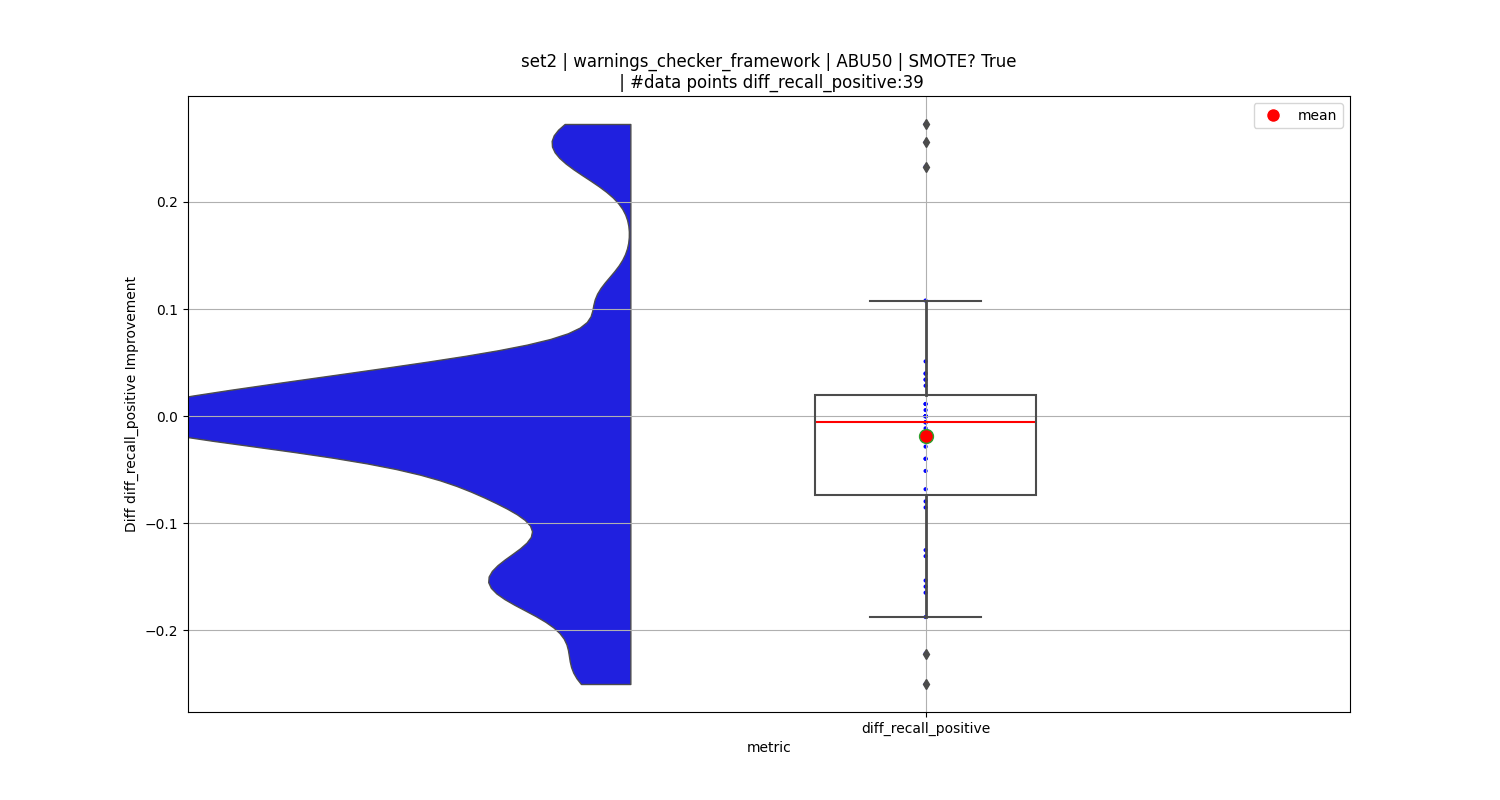 set2 | warnings_checker_framework | ABU50 | SMOTE? True
| #data points diff_recall_positive:39
mean
Diff diff_recall_positive Improvement
0.2
0.1
0.0
−0.1
−0.2
diff_recall_positive
metric